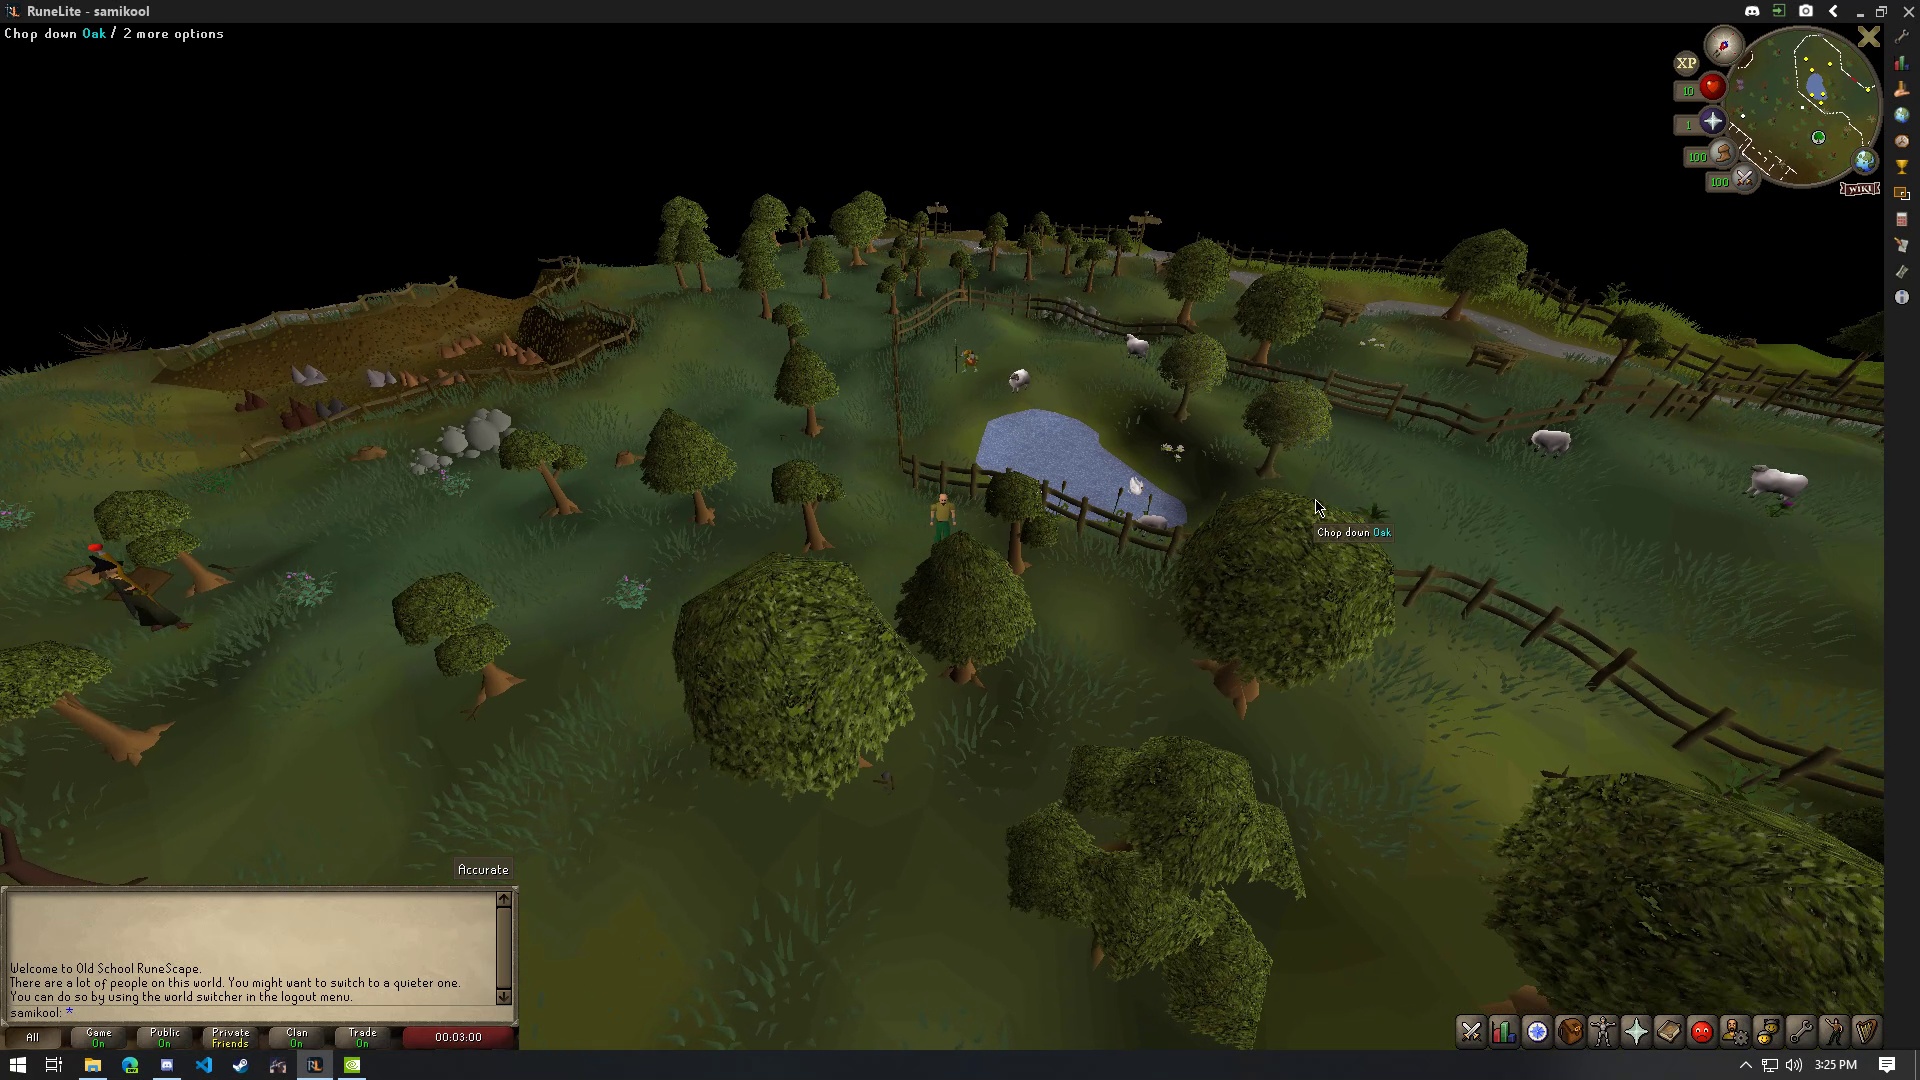 RuneLite - samikool
Chop down Oak / 2 more options
XP
10
1
100
100
WIKI
Chop down Oak
Accurate
Welcome to Old School RuneScape.
There are a lot of people on this world. You might want to switch to a quieter one.
You can do so by using the world switcher in the logout menu.
samikool: *
All
Game
On
Public
On
Private
Friends
Clan
On
Trade
On
00:03:00
3:25 PM